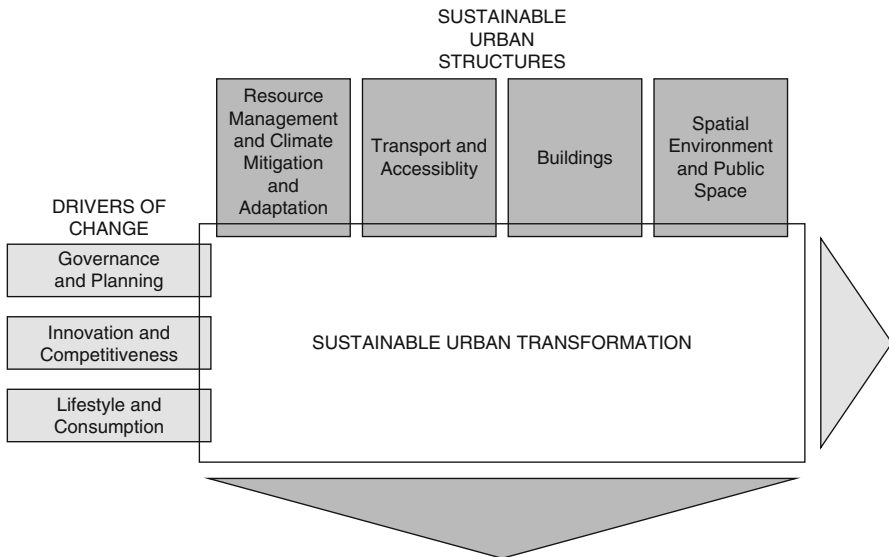 SUSTAINABLE
URBAN
STRUCTURES
Resource
Management
and Climate
Mitigation
and
Adaptation
Transport and
Accessiblity
Buildings
Spatial
Environment
and Public
Space
DRIVERS OF
CHANGE
Governance
and Planning
Innovation and
Competitiveness
Lifestyle and
Consumption
SUSTAINABLE URBAN TRANSFORMATION